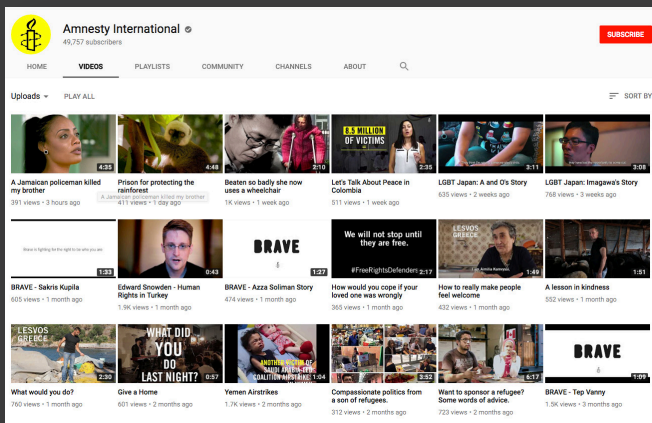 Amnesty International
49,757 subscribers
SUBSCRIBE
HOME VIDEOS PLAYLISTS COMMUNITY CHANNELS ABOUT
Uploads PLAY ALL SORT BY
4:35 4:48 2:10 6.5 MILLION OF VICTIMS 2:35 3:11 3:08
A Jamaican policeman killed my brother
391 views • 3 hours ago
Prison for protecting the rainforest
411 views • 1 day ago
A Jamaican policeman killed my brother
Beaten so badly she now uses a wheelchair
1K views • 1 week ago
Let's Talk About Peace in Colombia
511 views • 1 week ago
LGBT Japan: A and O's Story
635 views • 2 weeks ago
LGBT Japan: Imagawa's Story
768 views • 3 weeks ago
1:33
BRAVE - Sakris Kupila
605 views • 1 month ago
0:43
Edward Snowden - Human Rights in Turkey
1.9K views • 1 month ago
BRAVE
1:27
BRAVE - Azza Soliman Story
474 views • 1 month ago
We will not stop until
they are free.
#FreeRightsDefenders 2:17
How would you cope if your loved one was wrongly
365 views • 1 month ago
LESVOS
GREECE
1:49
How to really make people feel welcome
432 views • 1 month ago
1:51
A lesson in kindness
552 views • 1 month ago
LESVOS
GREECE
2:30
What would you do?
760 views • 1 month ago
WHAT DID
YOU
DO
LAST NIGHT? 0:57
Give a Home
601 views • 2 months ago
ANOTHER VICTIM OF
SAUDI ARABIA-LED
COALITION AIRSTRIKE 1:04
Yemen Airstrikes
1.7K views • 2 months ago
3:52
Compassionate politics from a son of refugees.
312 views • 2 months ago
6:17
Want to sponsor a refugee? Some words of advice.
723 views • 2 months ago
BRAVE
1:09
BRAVE - Tep Vanny
1.5K views • 3 months ago